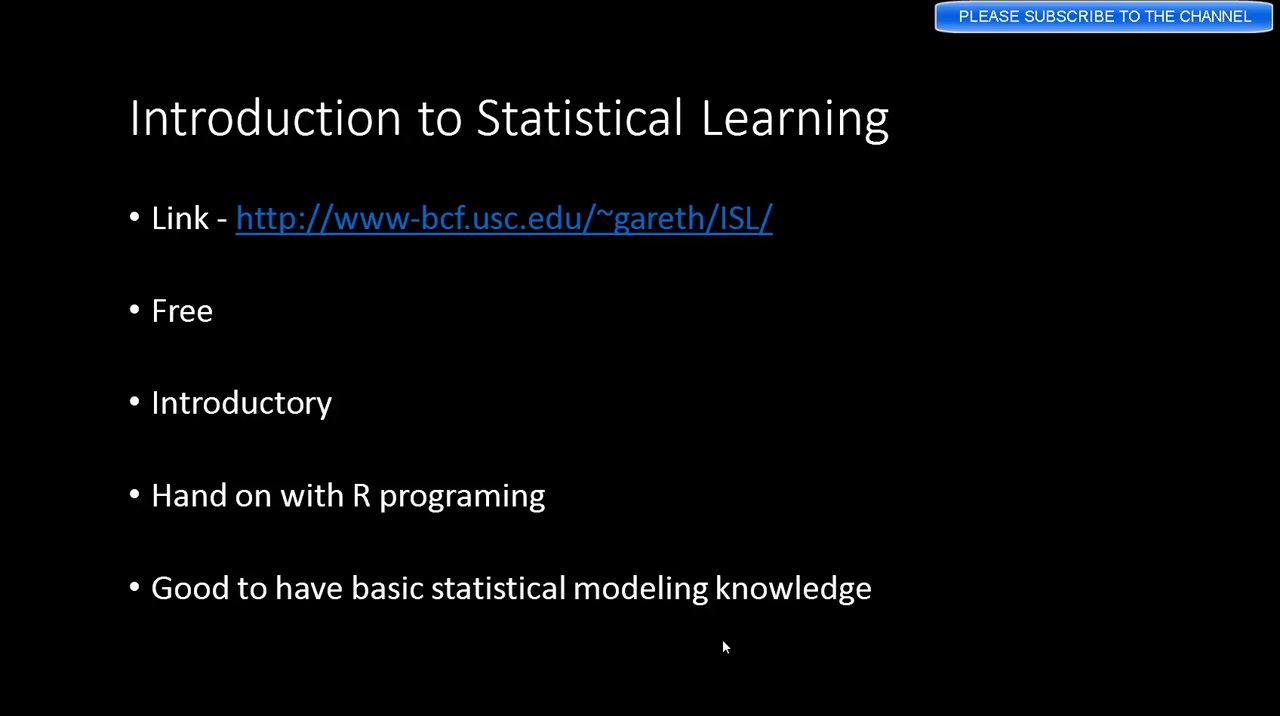 PLEASE SUBSCRIBE TO THE CHANNEL
Introduction to Statistical Learning
• Link - http://www-bcf.usc.edu/~gareth/ISL/
• Free
• Introductory
• Hand on with R programing
• Good to have basic statistical modeling knowledge